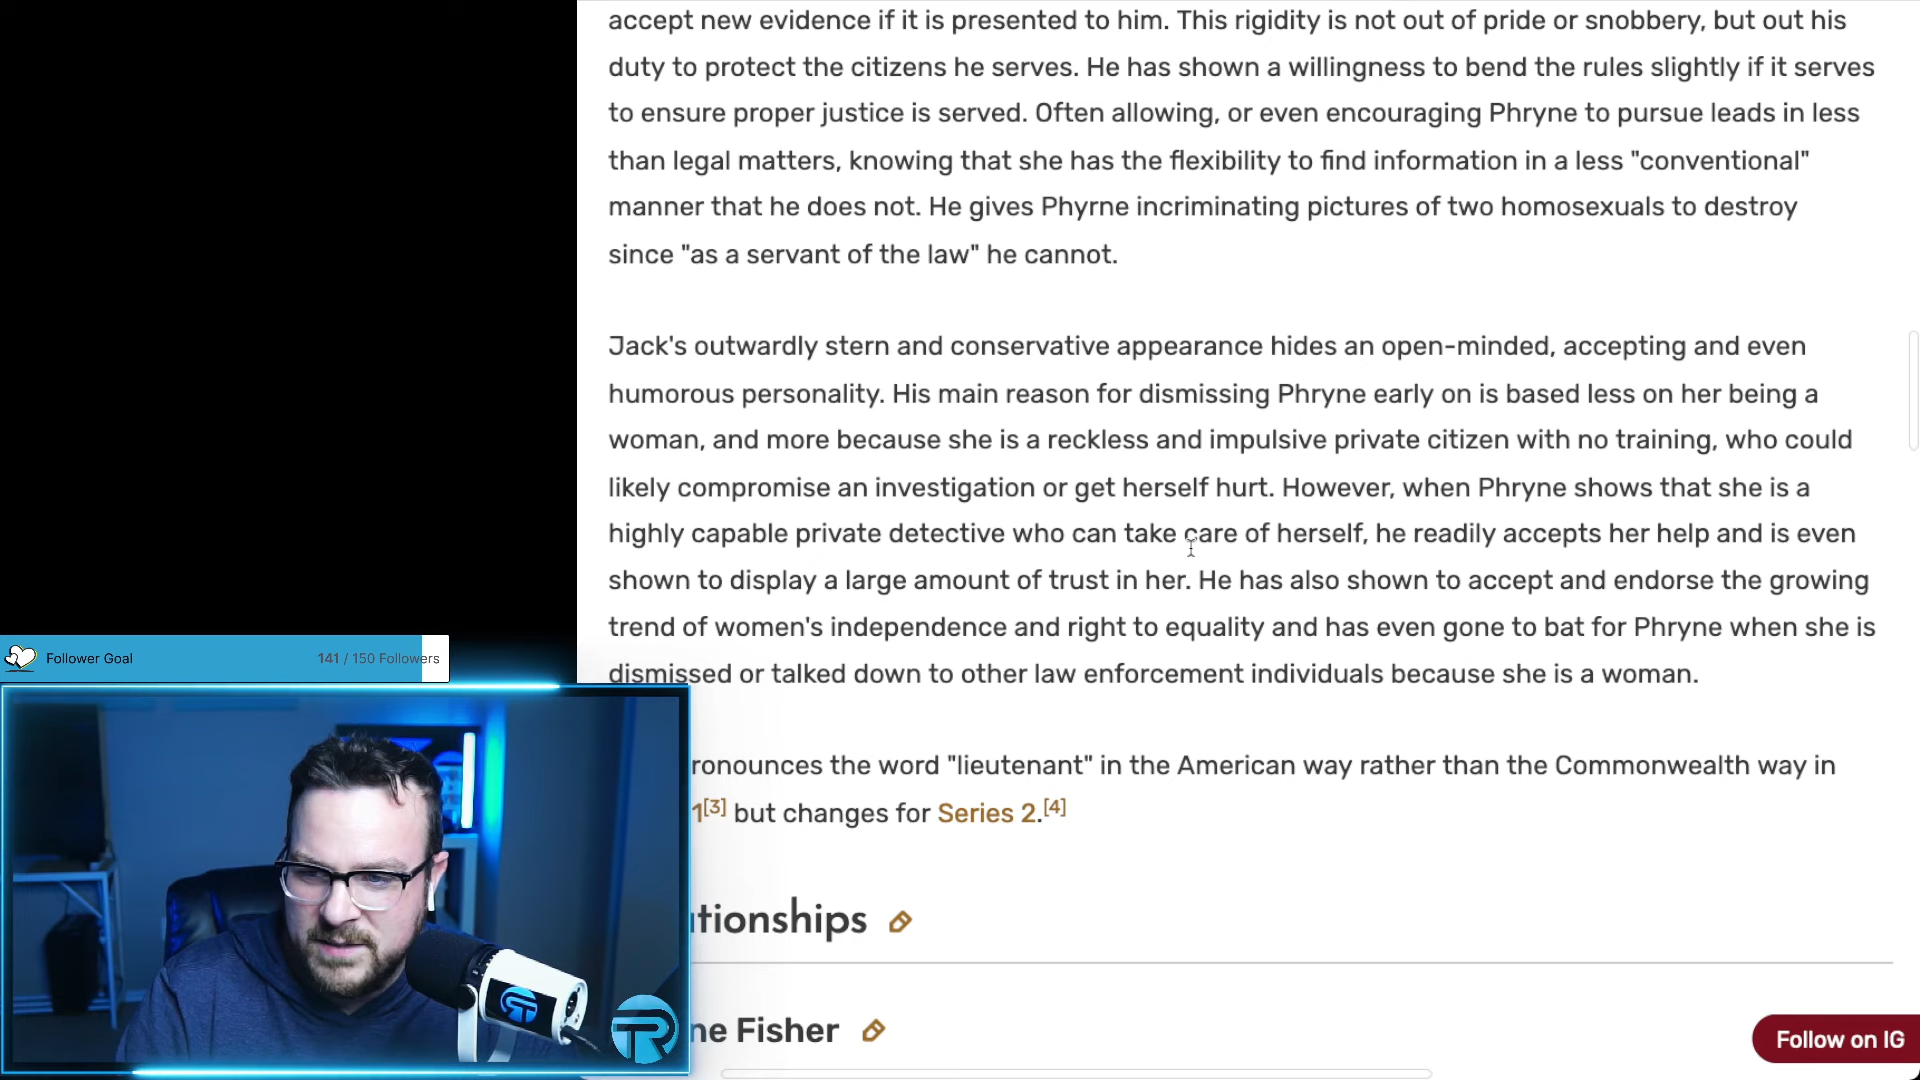 accept new evidence if it is presented to him. This rigidity is not out of pride or snobbery, but out his
duty to protect the citizens he serves. He has shown a willingness to bend the rules slightly if it serves
to ensure proper justice is served. Often allowing, or even encouraging Phryne to pursue leads in less
than legal matters, knowing that she has the flexibility to find information in a less "conventional"
manner that he does not. He gives Phyrne incriminating pictures of two homosexuals to destroy
since "as a servant of the law" he cannot.
Jack's outwardly stern and conservative appearance hides an open-minded, accepting and even
humorous personality. His main reason for dismissing Phryne early on is based less on her being a
woman, and more because she is a reckless and impulsive private citizen with no training, who could
likely compromise an investigation or get herself hurt. However, when Phryne shows that she is a
highly capable private detective who can take care of herself, he readily accepts her help and is even
shown to display a large amount of trust in her. He has also shown to accept and endorse the growing
trend of women's independence and right to equality and has even gone to bat for Phryne when she is
dismissed or talked down to other law enforcement individuals because she is a woman.
ronounces the word "lieutenant" in the American way rather than the Commonwealth way in
1[3] but changes for Series 2.[4]
tionships
ne Fisher
Follow on IG
Follower Goal
141 / 150 Followers